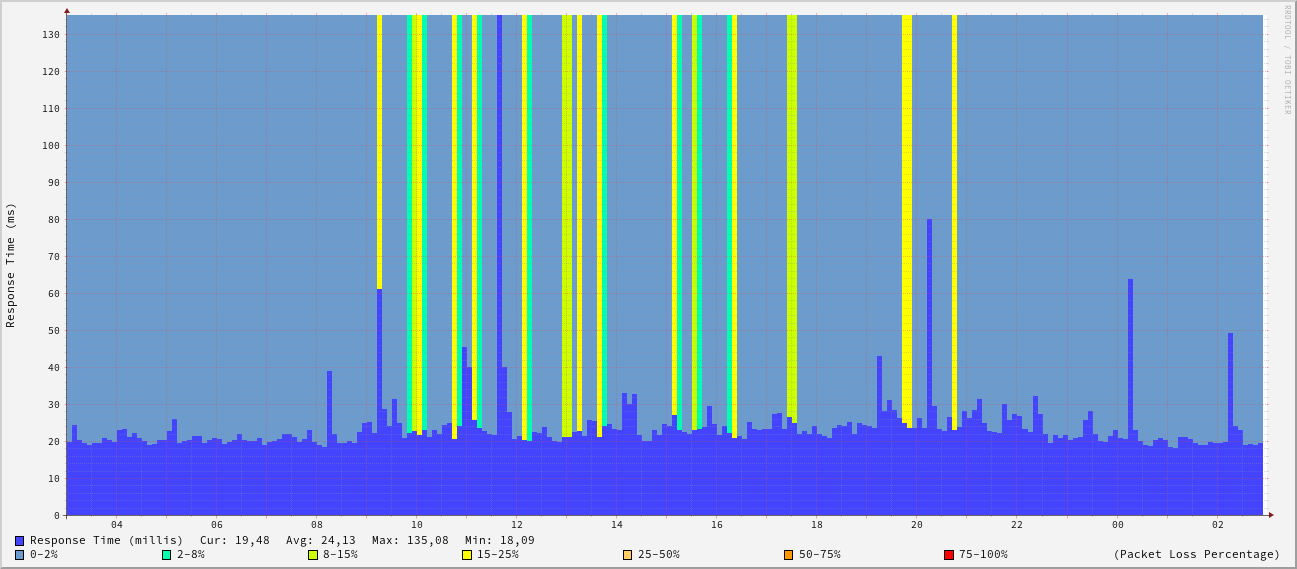 RRDTOOL / TOBI OETIKER
Response Time (ms)
130
120
110
100
90
80
70
60
50
40
30
20
10
0
04 06 08 10 12 14 16 18 20 22 00 02
Response Time (millis) Cur: 19,48 Avg: 24,13 Max: 135,08 Min: 18,09
0-2% 2-8% 8-15% 15-25% 25-50% 50-75% 75-100% (Packet Loss Percentage)